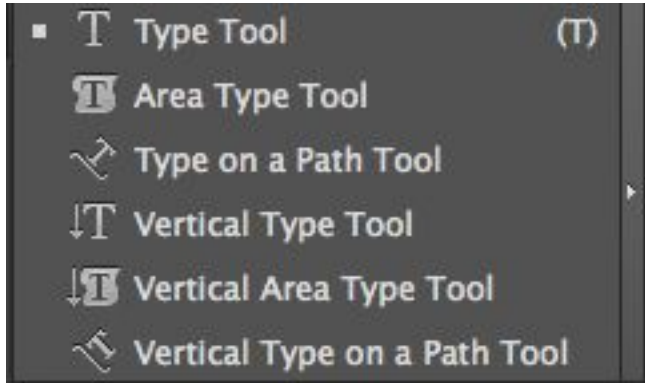 Type Tool (T)
Area Type Tool
Type on a Path Tool
Vertical Type Tool
Vertical Area Type Tool
Vertical Type on a Path Tool